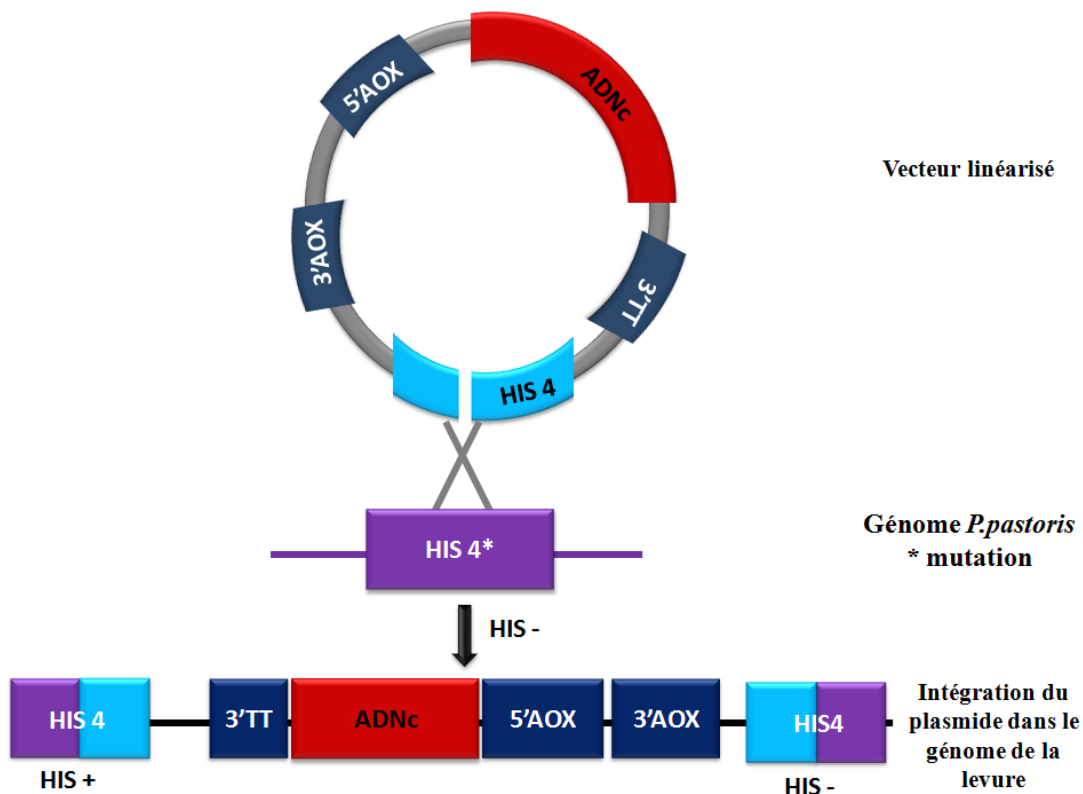 5'AOX
ADNc
Vecteur linéarisé
3'AOX
3'TT
HIS 4
HIS 4*
Génome P.pastoris
* mutation
HIS -
HIS 4
3'TT
ADNc
5'AOX
3'AOX
HIS4
Intégration du
plasmide dans le
génome de la
levure
HIS +
HIS -